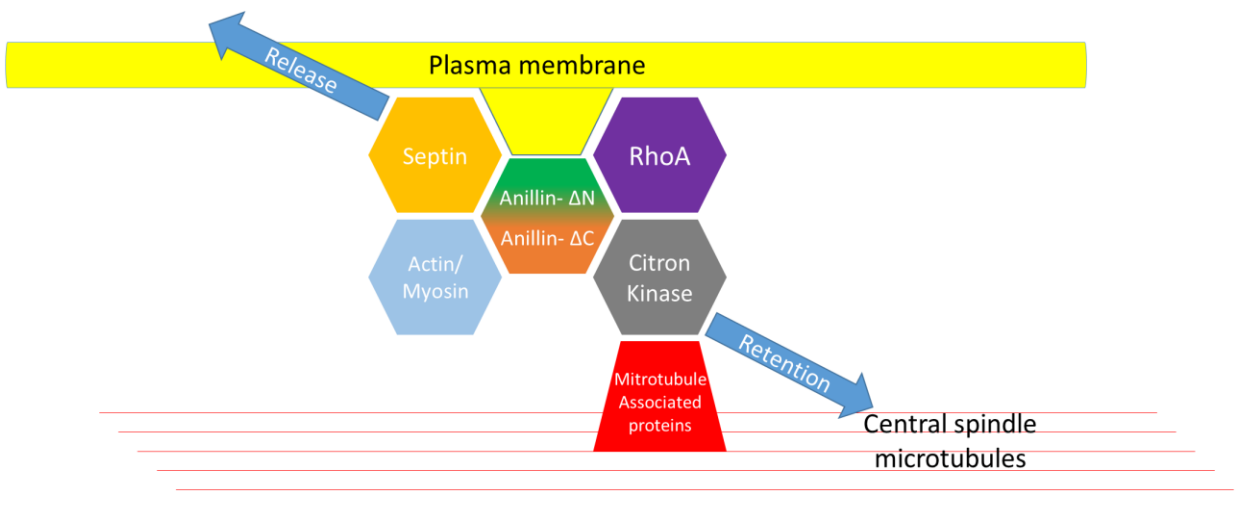 Release
Plasma membrane
Septin
RhoA
Anillin- ΔN
Anillin- ΔC
Actin/
Myosin
Citron
Kinase
Retention
Mitrotubule
Associated
proteins
Central spindle
microtubules